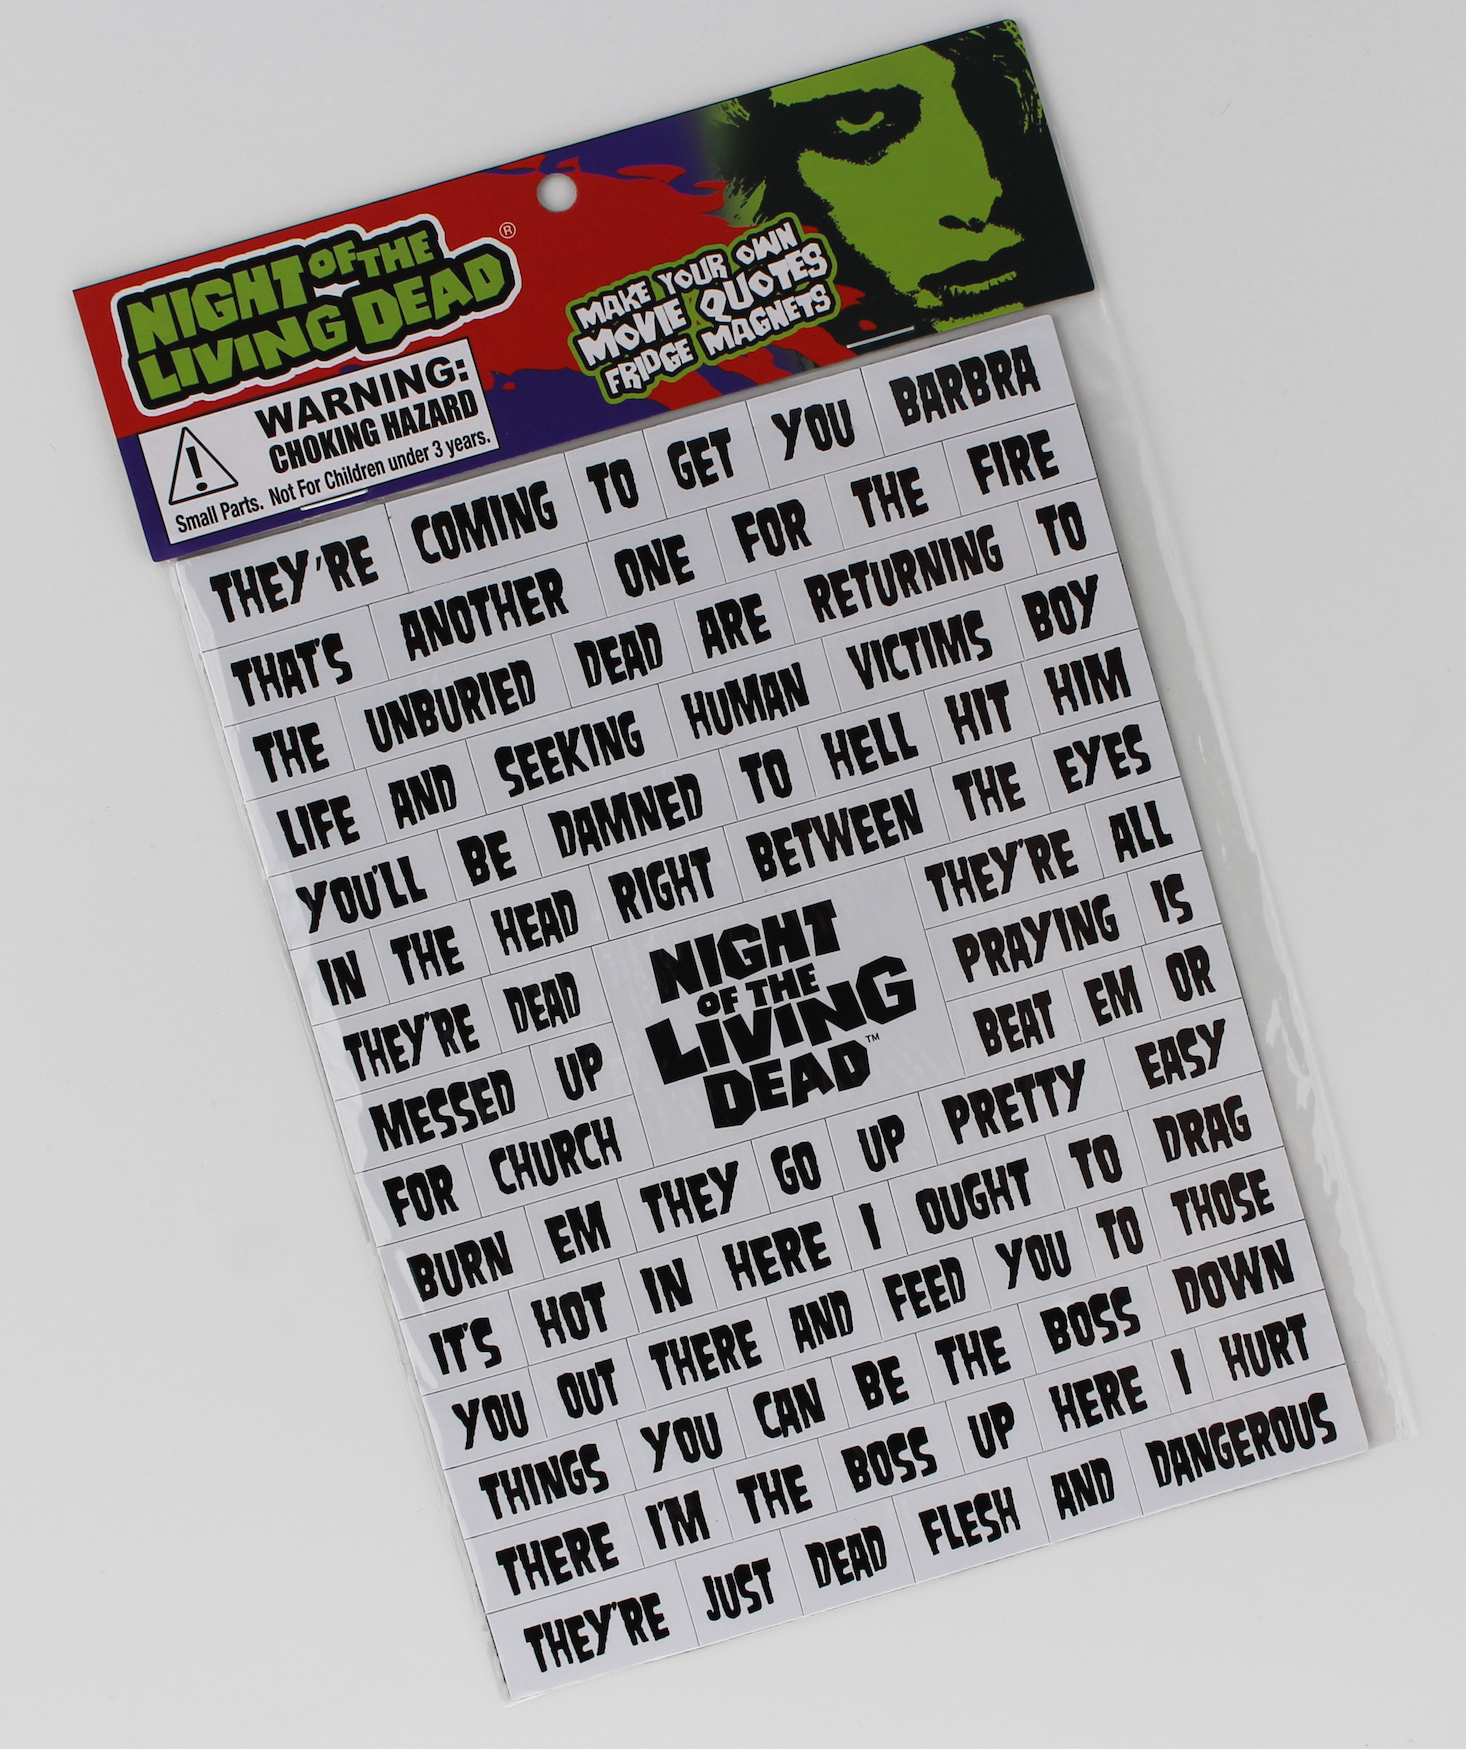 NIGHT OF THE
LIVING DEAD®
MAKE YOUR OWN
MOVIE QUOTES
FRIDGE MAGNETS
WARNING:
CHOKING HAZARD
Small Parts. Not For Children under 3 years.
THEY'RE COMING TO GET YOU BARBRA
THAT'S ANOTHER ONE FOR THE FIRE
THE UNBURIED DEAD ARE RETURNING TO
LIFE AND SEEKING HUMAN VICTIMS BOY
YOU'LL BE DAMNED TO HELL HIT HIM
IN THE HEAD RIGHT BETWEEN THE EYES
THEY'RE DEAD THEY'RE ALL
MESSED UP PRAYING IS
FOR CHURCH BEAT EM OR
NIGHT
OF THE
LIVING
DEAD™
BURN EM THEY GO UP PRETTY EASY
IT'S HOT IN HERE I OUGHT TO DRAG
YOU OUT THERE AND FEED YOU TO THOSE
THINGS YOU CAN BE THE BOSS DOWN
THERE I'M THE BOSS UP HERE I HURT
THEY'RE JUST DEAD FLESH AND DANGEROUS